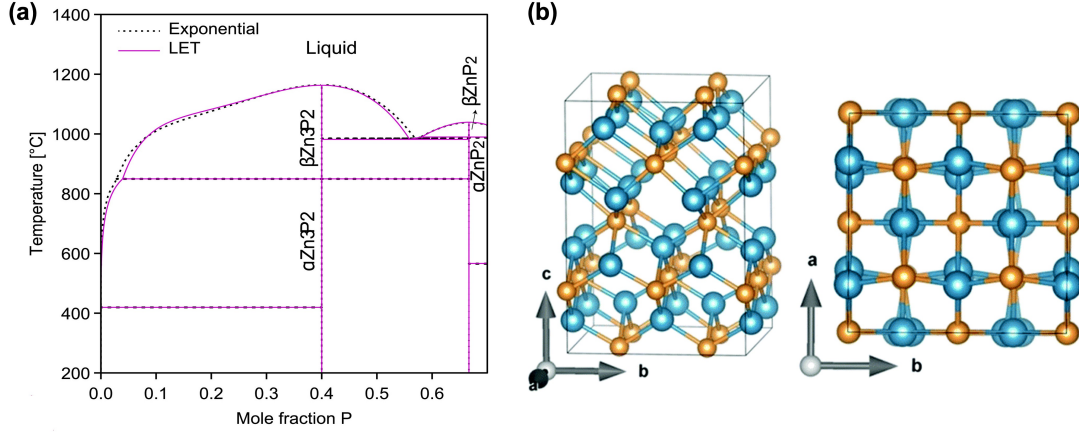 (a)
1400
1200
1000
800
600
400
200
Temperature [°C]
Exponential
LET
Liquid
βZn3P2
αZn3P2
βZnP2
αZnP2
0.0
0.1
0.2
0.3
0.4
0.5
0.6
Mole fraction P
(b)
c
b
a
a
b